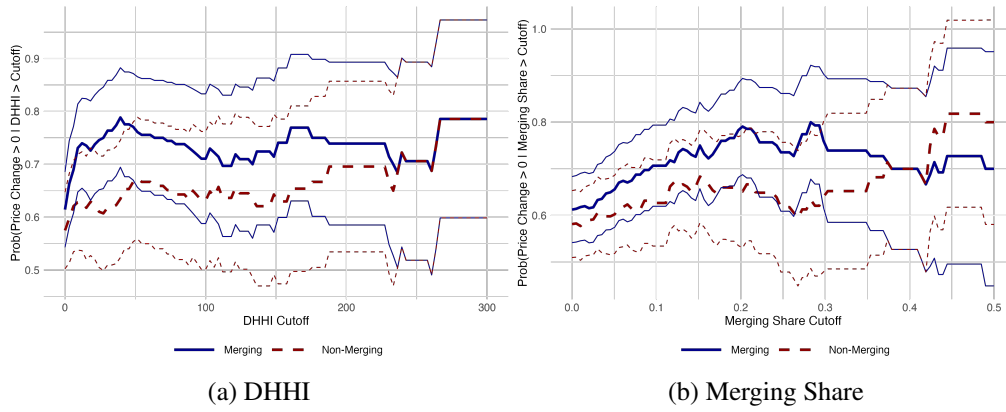 Prob(Price Change > 0 | DHHI > Cutoff)
0.9
0.8
0.7
0.6
0.5
0
100
200
300
DHHI Cutoff
Merging
Non-Merging
(a) DHHI
Prob(Price Change > 0 | Merging Share > Cutoff)
1.0
0.8
0.6
0.0
0.1
0.2
0.3
0.4
0.5
Merging Share Cutoff
Merging
Non-Merging
(b) Merging Share